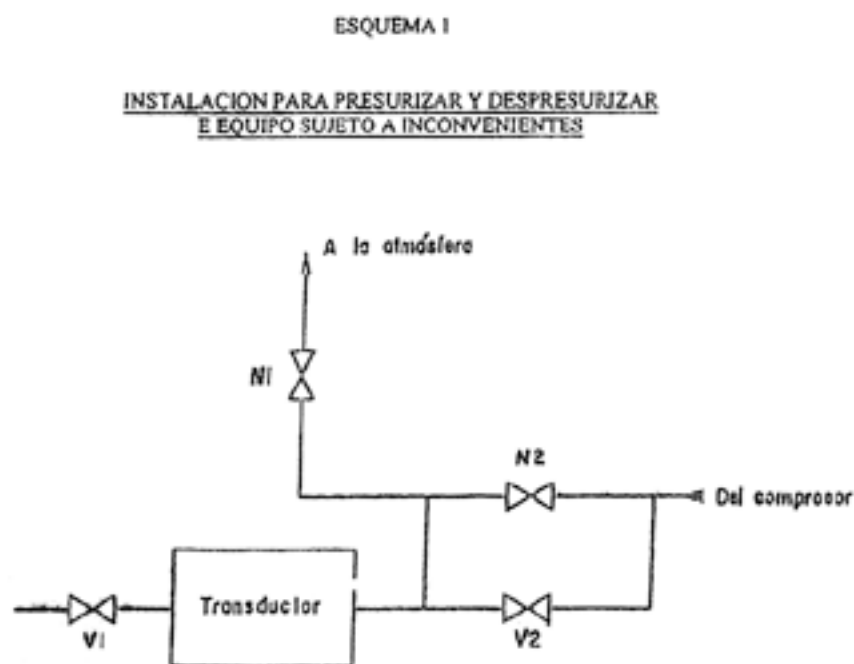 ESQUEMA I
INSTALACION PARA PRESURIZAR Y DESPRESURIZAR
E EQUIPO SUJETO A INCONVENIENTES
A la atmósfera
N1
N2
Del compresor
Transductor
V1
V2